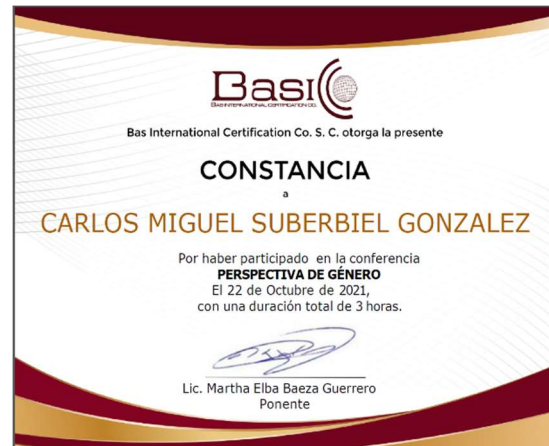 Basic
BAS INTERNATIONAL CERTIFICATION CO.
Bas International Certification Co. S. C. otorga la presente
CONSTANCIA
a
CARLOS MIGUEL SUBERBIEL GONZALEZ
Por haber participado en la conferencia
PERSPECTIVA DE GÉNERO
El 22 de Octubre de 2021,
con una duración total de 3 horas.
Lic. Martha Elba Baeza Guerrero
Ponente